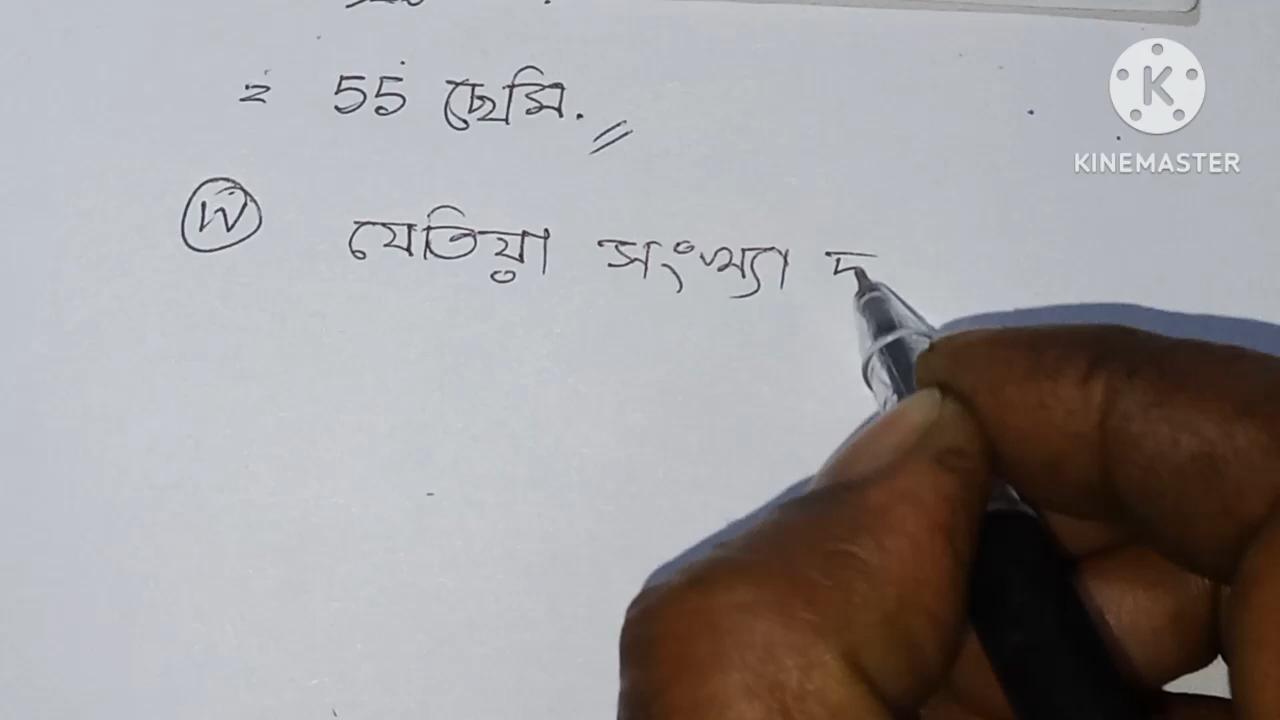 = 55 ছেমি.
iv যেতিয়া সংখ্যা দ
KINEMASTER